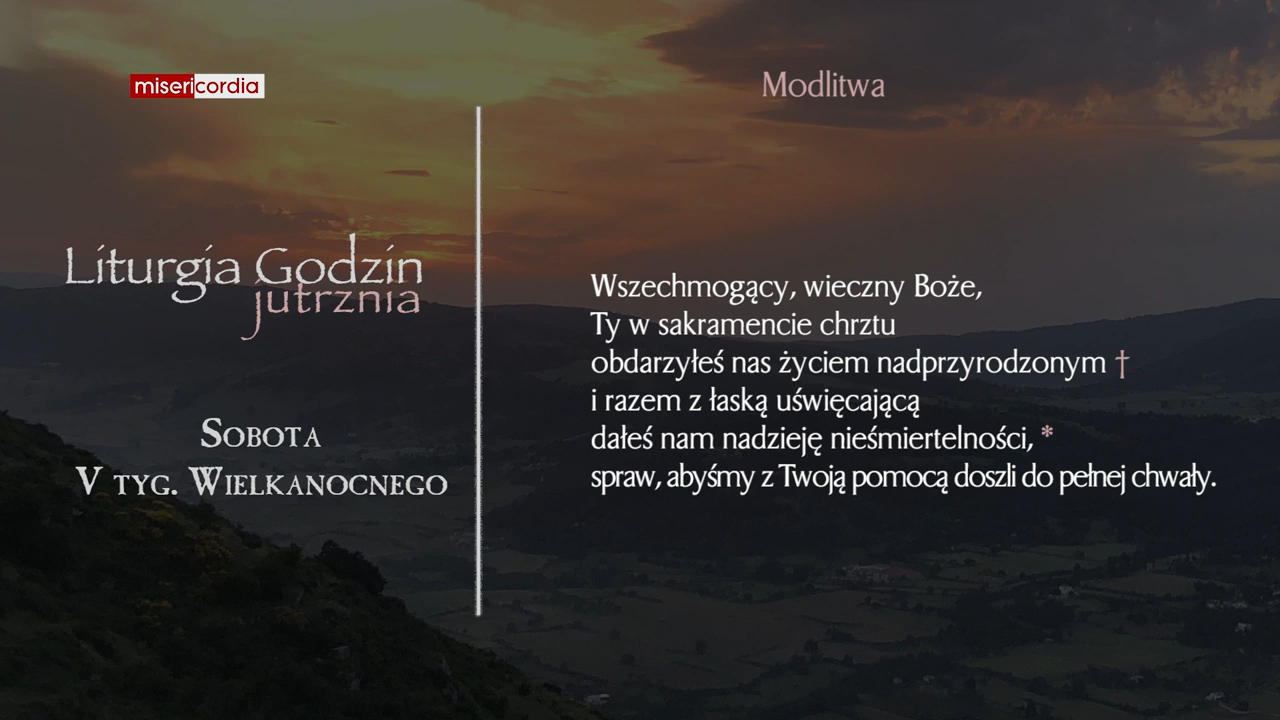 misericordia
Liturgia Godzin
jutrznia
Sobota
V tyg. Wielkanocnego
Modlitwa
Wszechmogący, wieczny Boże,
Ty w sakramencie chrztu
obdarzyłeś nas życiem nadprzyrodzonym †
i razem z łaską uświęcającą
dałeś nam nadzieję nieśmiertelności, *
spraw, abyśmy z Twoją pomocą doszli do pełnej chwały.